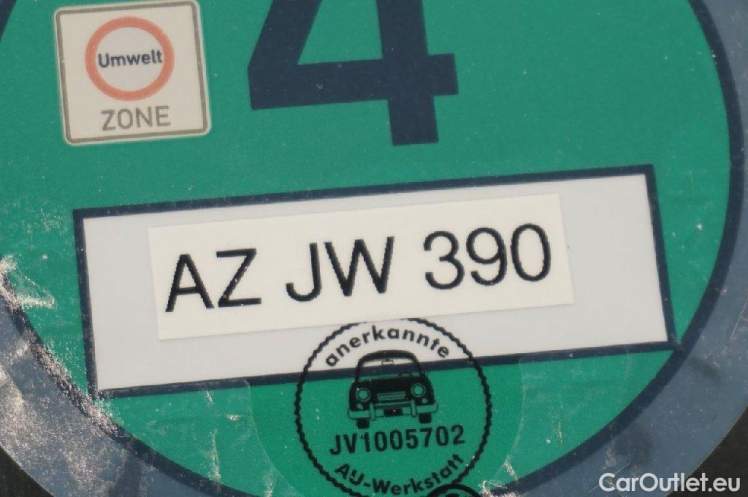 4
Umwelt
ZONE
AZ JW 390
anerkannte
JV1005702
AU-Werkstatt
CarOutlet.eu